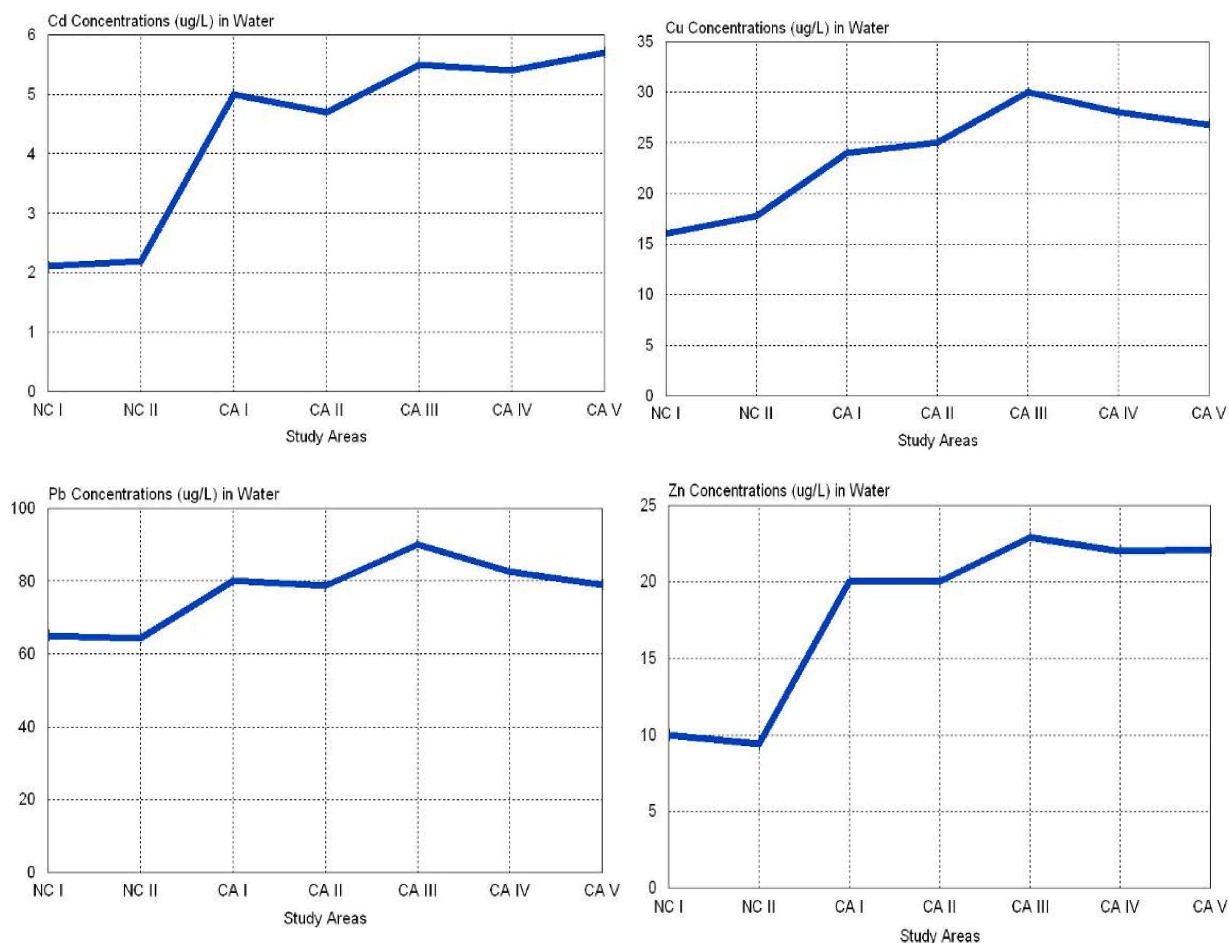 Cd Concentrations (ug/L) in Water
6
5
4
3
2
1
0
NC I NC II CA I CA II CA III CA IV CA V
Study Areas
Cu Concentrations (ug/L) in Water
35
30
25
20
15
10
5
0
NC I NC II CA I CA II CA III CA IV CA V
Study Areas
Pb Concentrations (ug/L) in Water
100
80
60
40
20
0
NC I NC II CA I CA II CA III CA IV CA V
Study Areas
Zn Concentrations (ug/L) in Water
25
20
15
10
5
0
NC I NC II CA I CA II CA III CA IV CA V
Study Areas